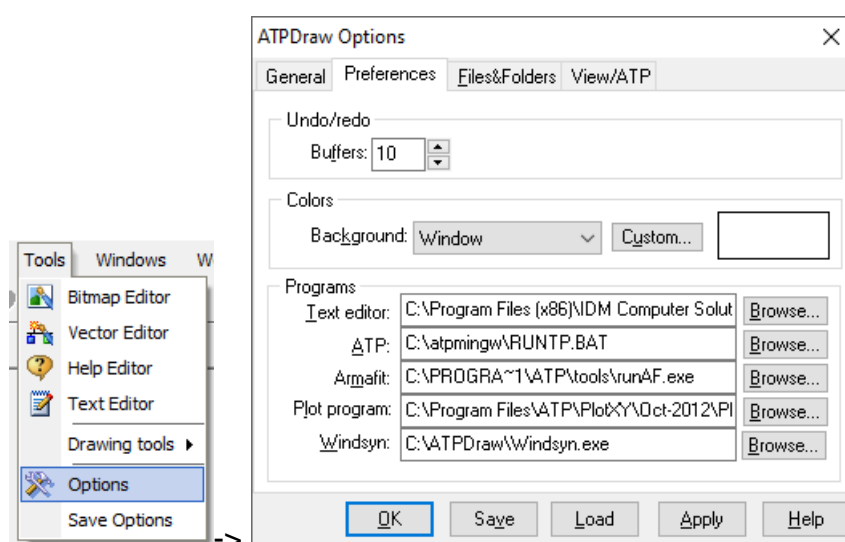 Tools Windows W
Bitmap Editor
Vector Editor
Help Editor
Text Editor
Drawing tools
Options
Save Options
->
ATPDraw Options
General Preferences Files&Folders View/ATP
Undo/redo
Buffers: 10
Colors
Background: Window Custom...
Programs
Text editor: C:\Program Files (x86)\IDM Computer Solut Browse...
ATP: C:\atpmingw\RUNTP.BAT Browse...
Armafit: C:\PROGRA~1\ATP\tools\runAF.exe Browse...
Plot program: C:\Program Files\ATP\PlotXY\Oct-2012\Pl Browse...
Windsyn: C:\ATPDraw\Windsyn.exe Browse...
OK Save Load Apply Help